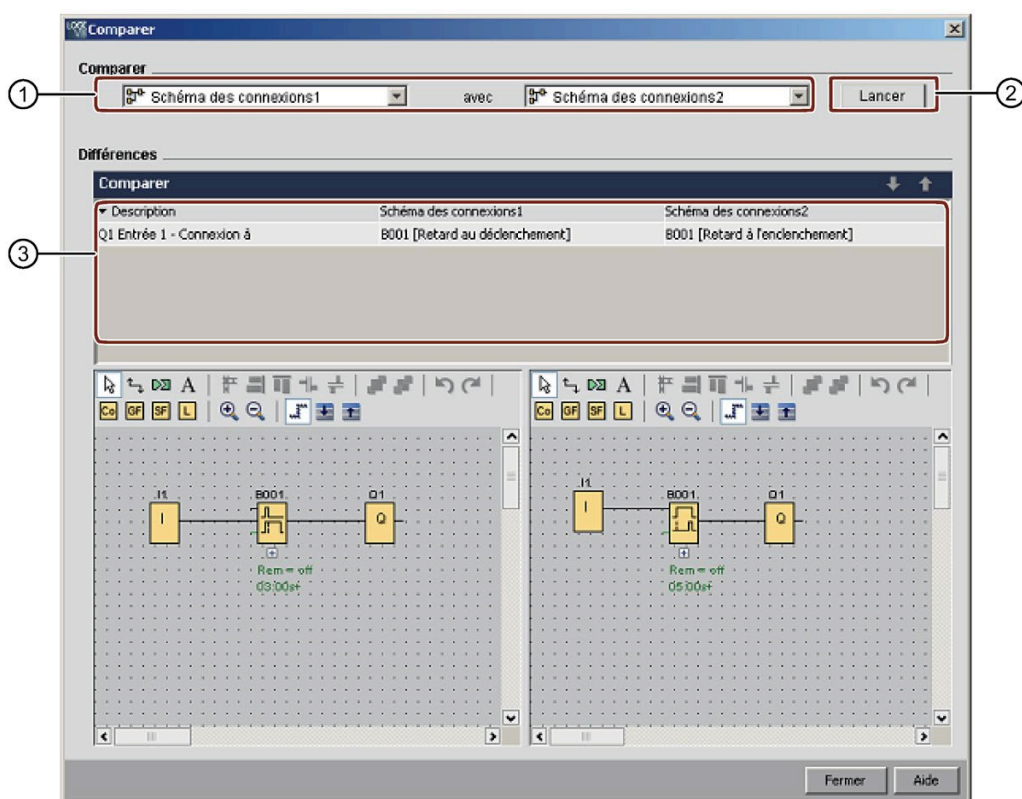 LOGO Comparer
Comparer
① Schéma des connexions1 avec Schéma des connexions2 Lancer ②
Différences
Comparer
Description Schéma des connexions1 Schéma des connexions2
③ Q1 Entrée 1 - Connexion à B001 [Retard au déclenchement] B001 [Retard à l'enclenchement]
A A
Co GF SF L Co GF SF L
I1 B001 Q1
I Q
Rem = off
03:00s+
I1 B001 Q1
I Q
Rem = off
05:00s+
Fermer Aide